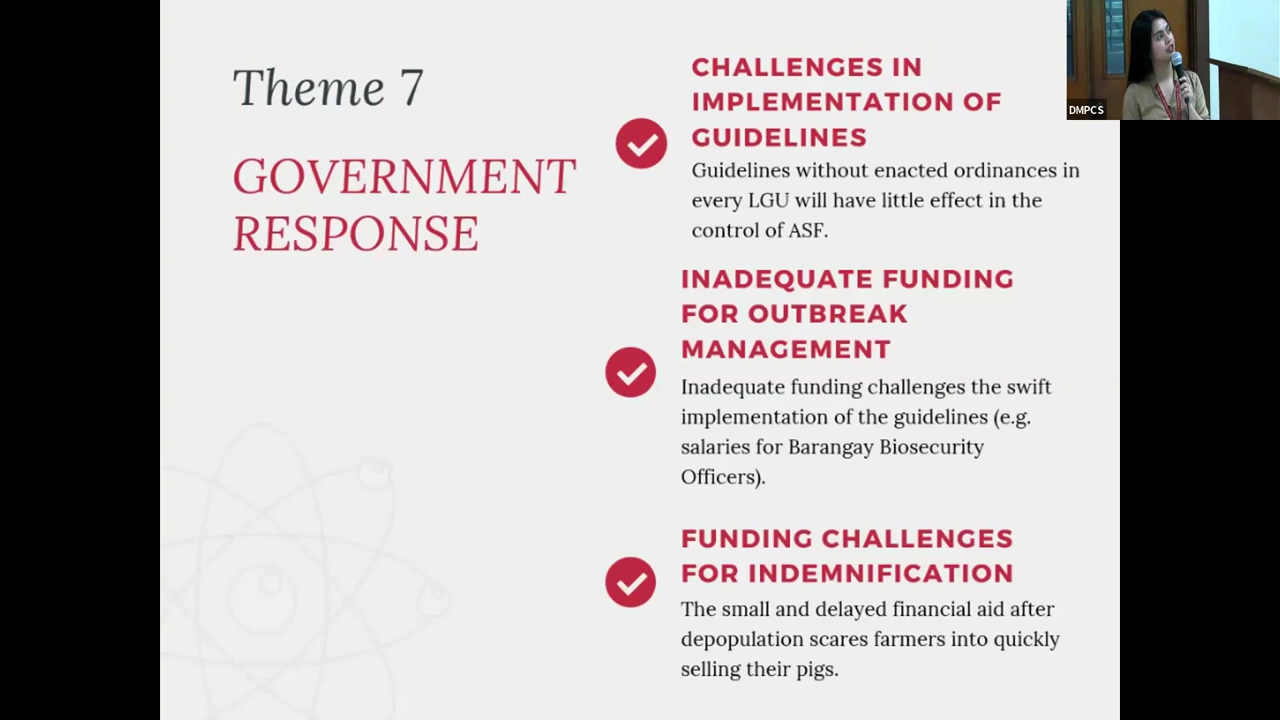 Theme 7
GOVERNMENT
RESPONSE
CHALLENGES IN
IMPLEMENTATION OF
GUIDELINES
Guidelines without enacted ordinances in
every LGU will have little effect in the
control of ASF.
INADEQUATE FUNDING
FOR OUTBREAK
MANAGEMENT
Inadequate funding challenges the swift
implementation of the guidelines (e.g.
salaries for Barangay Biosecurity
Officers).
FUNDING CHALLENGES
FOR INDEMNIFICATION
The small and delayed financial aid after
depopulation scares farmers into quickly
selling their pigs.
DMPCS